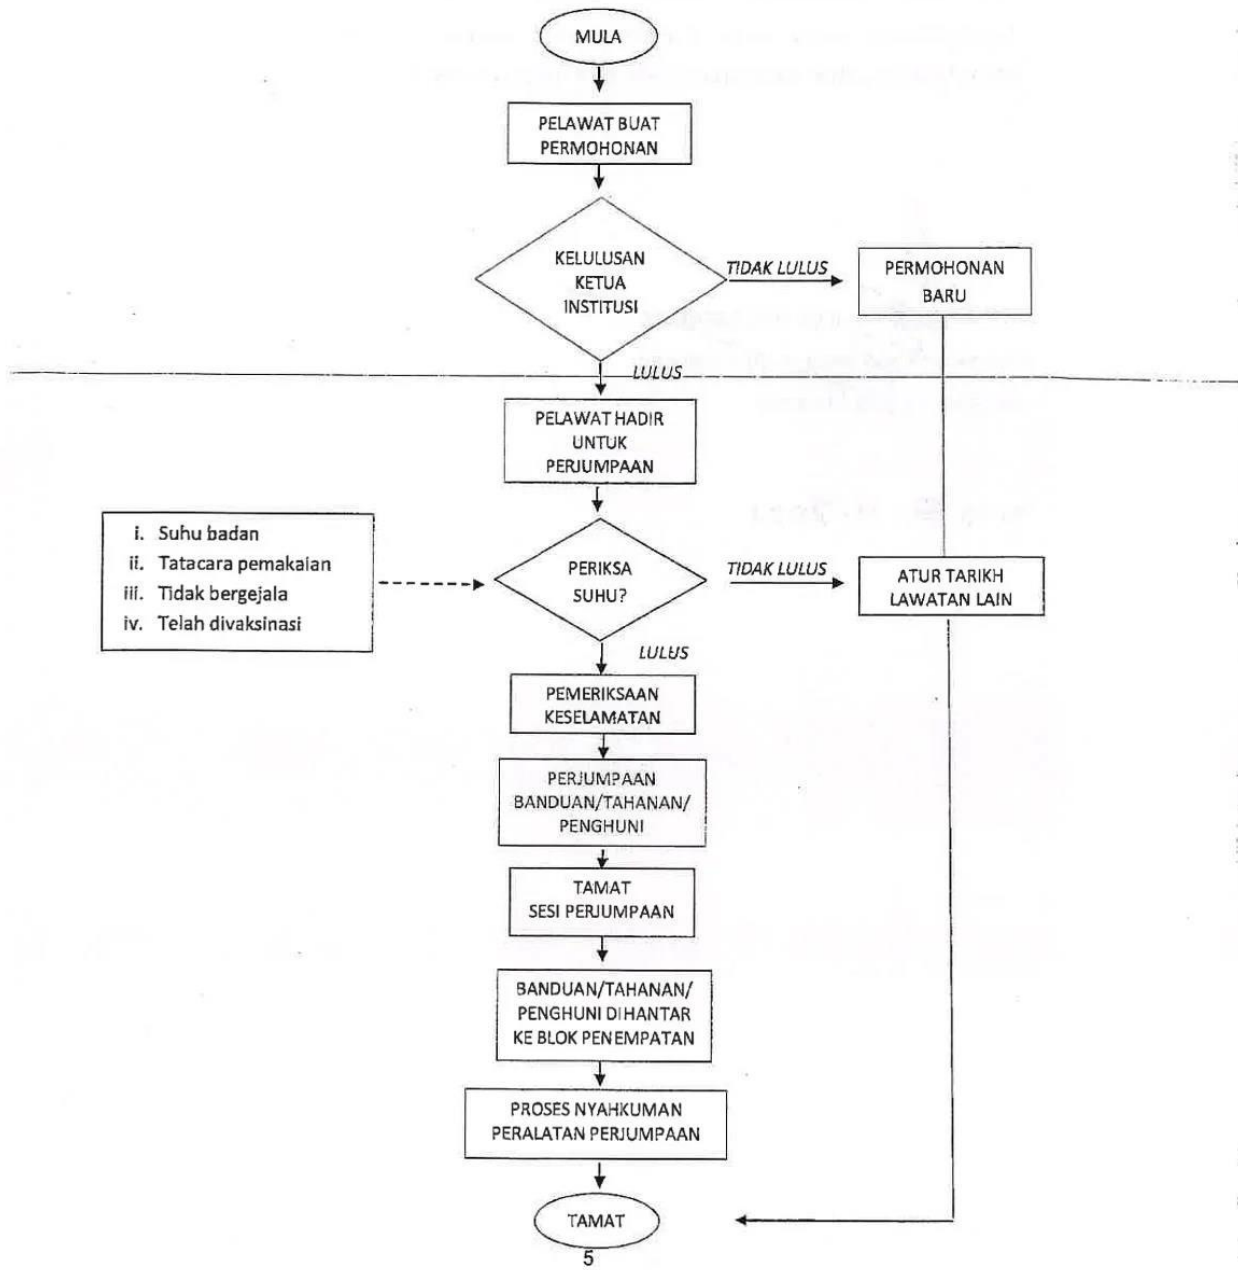 MULA
PELAWAT BUAT
PERMOHONAN
KELULUSAN
KETUA
INSTITUSI
TIDAK LULUS
PERMOHONAN
BARU
LULUS
PELAWAT HADIR
UNTUK
PERJUMPAAN
i. Suhu badan
ii. Tatacara pemakaian
iii. Tidak bergejala
iv. Telah divaksinasi
PERIKSA
SUHU?
TIDAK LULUS
ATUR TARIKH
LAWATAN LAIN
LULUS
PEMERIKSAAN
KESELAMATAN
PERJUMPAAN
BANDUAN/TAHANAN/
PENGHUNI
TAMAT
SESI PERJUMPAAN
BANDUAN/TAHANAN/
PENGHUNI DIHANTAR
KE BLOK PENEMPATAN
PROSES NYAHKUMAN
PERALATAN PERJUMPAAN
TAMAT
5